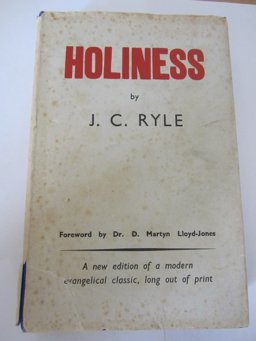 HOLINESS
by
J. C. RYLE
Foreword by Dr. D. Martyn Lloyd-Jones
A new edition of a modern
evangelical classic, long out of print